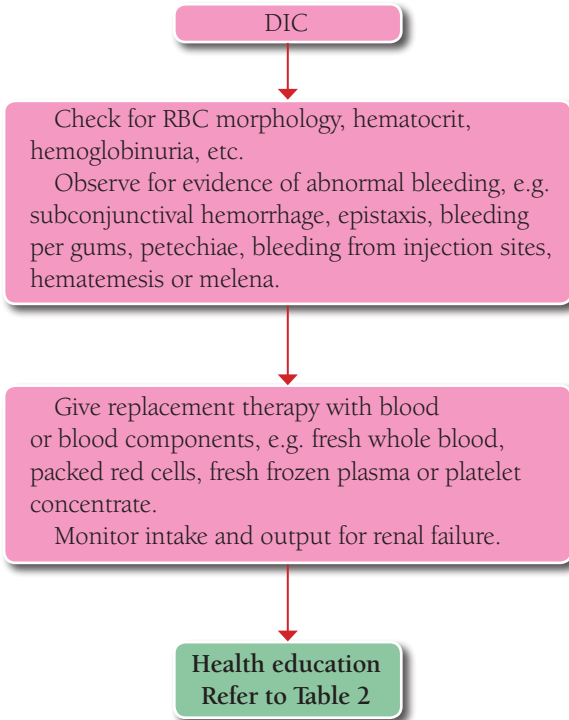 DIC
Check for RBC morphology, hematocrit,
hemoglobinuria, etc.
Observe for evidence of abnormal bleeding, e.g.
subconjunctival hemorrhage, epistaxis, bleeding
per gums, petechiae, bleeding from injection sites,
hematemesis or melena.
Give replacement therapy with blood
or blood components, e.g. fresh whole blood,
packed red cells, fresh frozen plasma or platelet
concentrate.
Monitor intake and output for renal failure.
Health education
Refer to Table 2